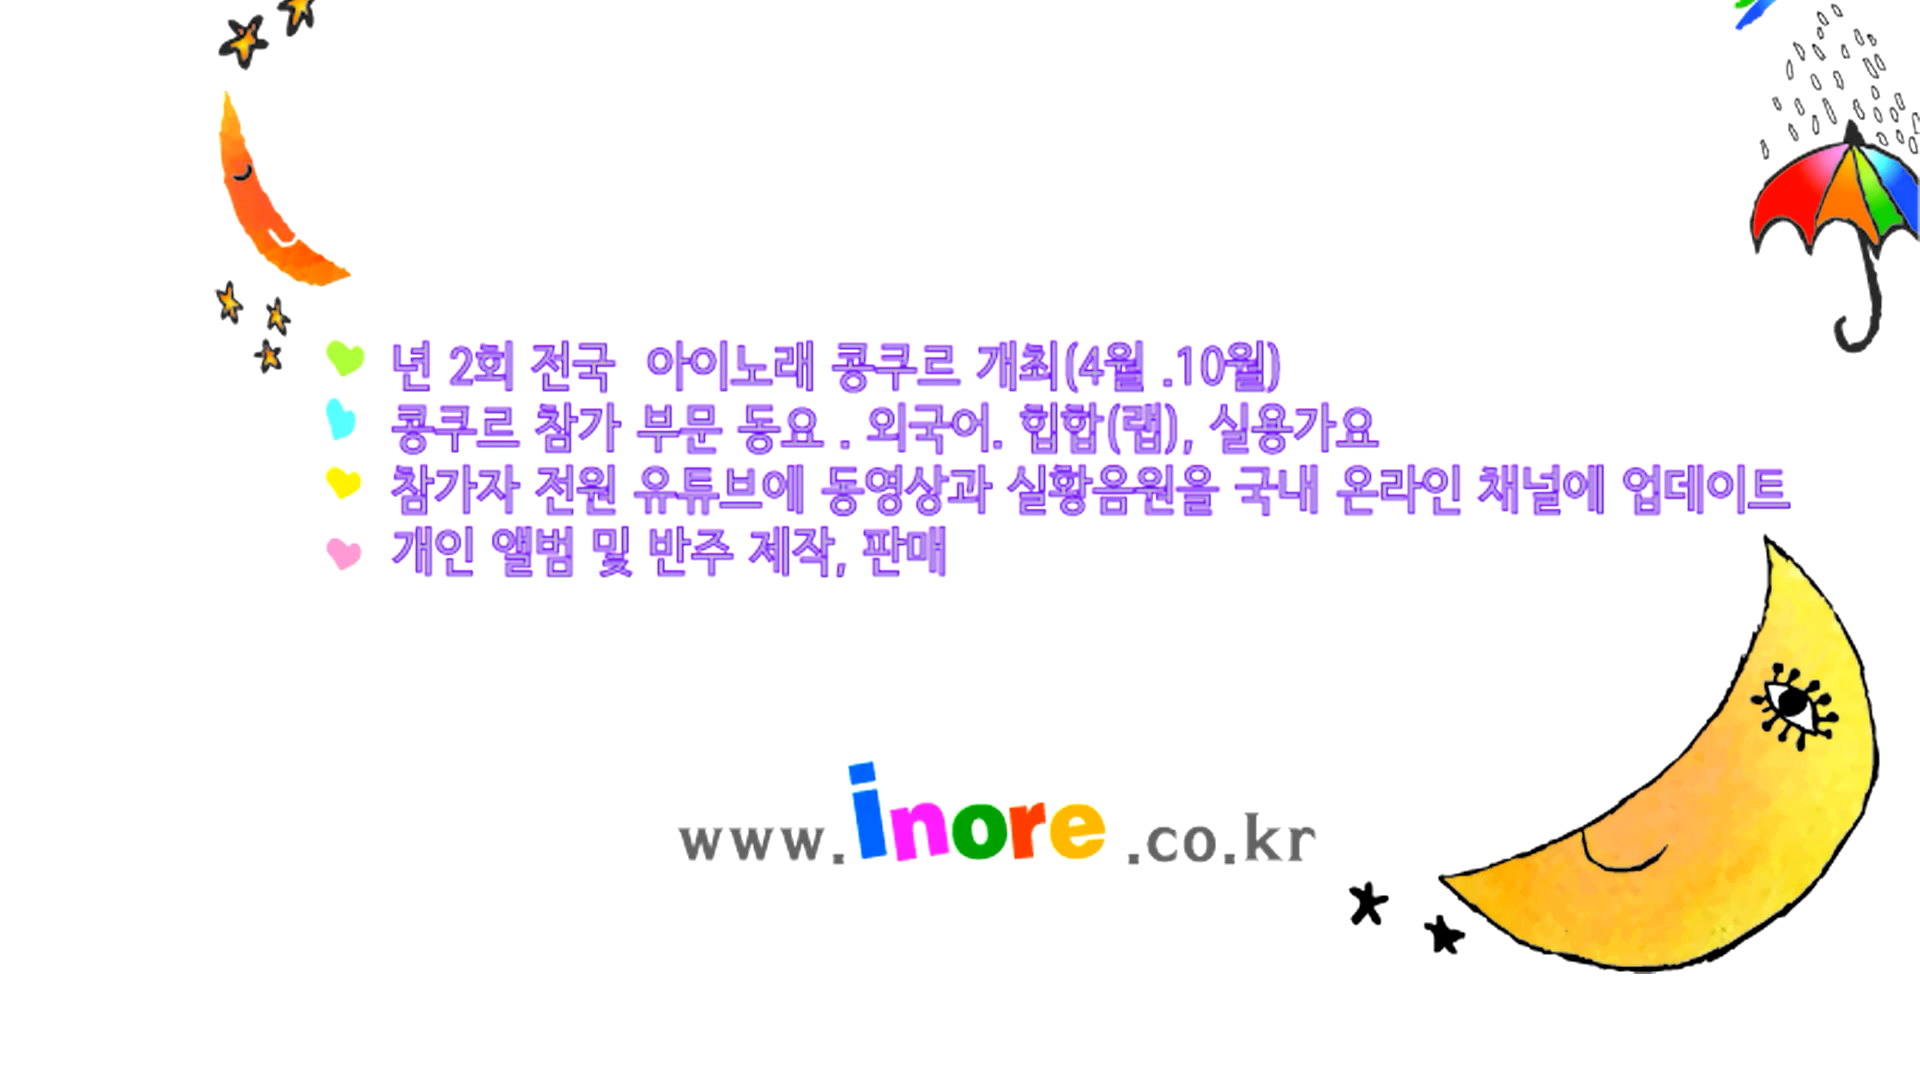 년 2회 전국 아이노래 콩쿠르 개최(4월 .10월)
콩쿠르 참가 부문 동요 . 외국어. 힙합(랩), 실용가요
참가자 전원 유튜브에 동영상과 실황음원을 국내 온라인 채널에 업데이트
개인 앨범 및 반주 제작, 판매
www.inore.co.kr